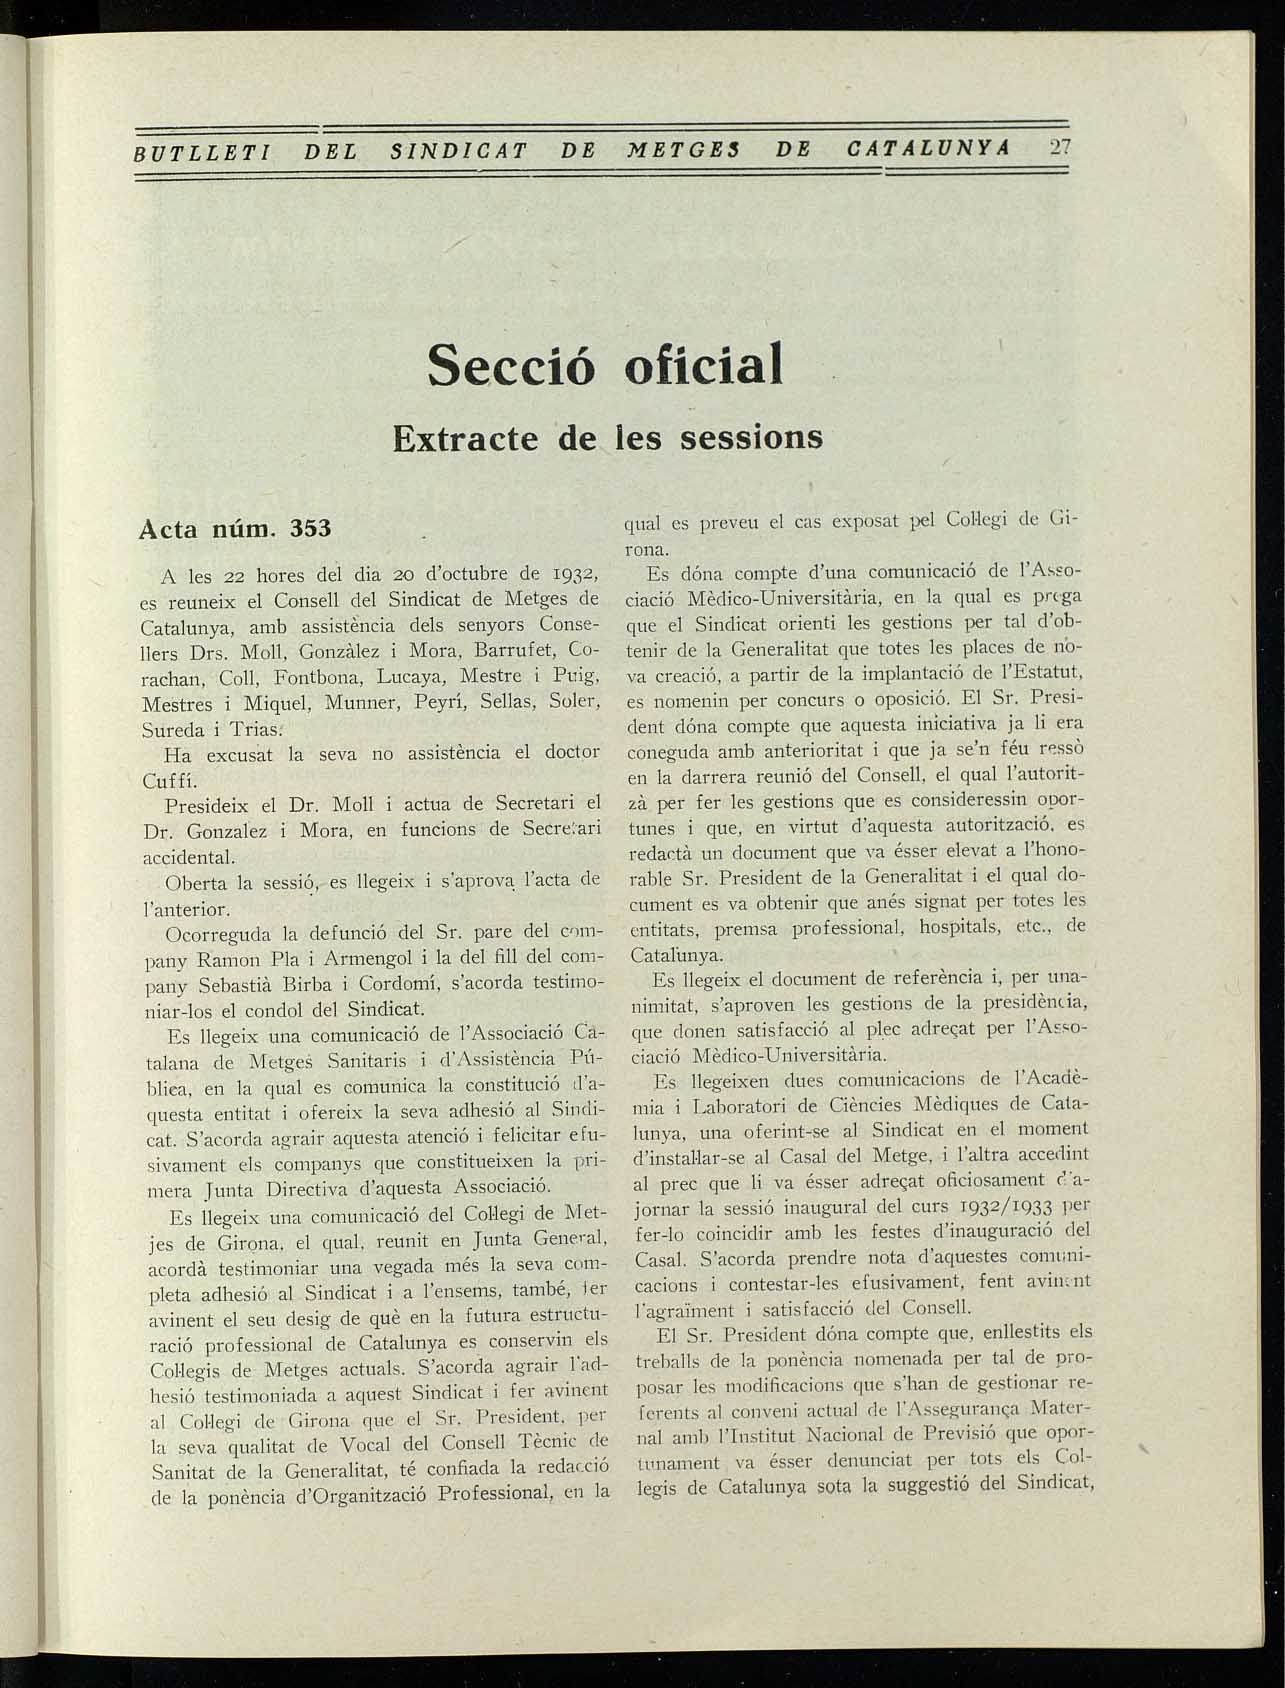 BUTLLETI DEL SINDICAT DE METGES DE CATALUNYA 27
Secció oficial
Extracte de les sessions
Acta núm. 353
A les 22 hores del dia 20 d'octubre de 1932,
es reuneix el Consell del Sindicat de Metges de
Catalunya, amb assistència dels senyors Conse-
llers Drs. Moll, Gonzàlez i Mora, Barrufet, Co-
rachan, Coll, Fontbona, Lucaya, Mestre i Puig,
Mestres i Miquel, Munner, Peyrí, Sellas, Soler,
Sureda i Trias.
Ha excusat la seva no assistència el doctor
Cuffí.
Presideix el Dr. Moll i actua de Secretari el
Dr. Gonzalez i Mora, en funcions de Secretari
accidental.
Oberta la sessió, es llegeix i s'aprova l'acta de
l'anterior.
Ocorreguda la defunció del Sr. pare del com-
pany Ramon Pla i Armengol i la del fill del com-
pany Sebastià Birba i Cordomí, s'acorda testimo-
niar-los el condol del Sindicat.
Es llegeix una comunicació de l'Associació Ca-
talana de Metges Sanitaris i d'Assistència Pú-
blica, en la qual es comunica la constitució d'a-
questa entitat i ofereix la seva adhesió al Sindi-
cat. S'acorda agrair aquesta atenció i felicitar efu-
sivament els companys que constitueixen la pri-
mera Junta Directiva d'aquesta Associació.
Es llegeix una comunicació del Col·legi de Met-
jes de Girona, el qual, reunit en Junta General,
acordà testimoniar una vegada més la seva com-
pleta adhesió al Sindicat i a l'ensems, també, fer
avinent el seu desig de què en la futura estructu-
ració professional de Catalunya es conservin els
Col·legis de Metges actuals. S'acorda agrair l'ad-
hesió testimoniada a aquest Sindicat i fer avinent
al Col·legi de Girona que el Sr. President, per
la seva qualitat de Vocal del Consell Tècnic de
Sanitat de la Generalitat, té confiada la redacció
de la ponència d'Organització Professional, en la
qual es preveu el cas exposat pel Col·legi de Gi-
rona.
Es dóna compte d'una comunicació de l'Asso-
ciació Mèdico-Universitària, en la qual es prega
que el Sindicat orienti les gestions per tal d'ob-
tenir de la Generalitat que totes les places de no-
va creació, a partir de la implantació de l'Estatut,
es nomenin per concurs o oposició. El Sr. Presi-
dent dóna compte que aquesta iniciativa ja li era
coneguda amb anterioritat i que ja se'n féu ressò
en la darrera reunió del Consell, el qual l'autorit-
zà per fer les gestions que es consideressin opor-
tunes i que, en virtut d'aquesta autorització, es
redactà un document que va ésser elevat a l'hono-
rable Sr. President de la Generalitat i el qual do-
cument es va obtenir que anés signat per totes les
entitats, premsa professional, hospitals, etc., de
Catalunya.
Es llegeix el document de referència i, per una-
nimitat, s'aproven les gestions de la presidència,
que donen satisfacció al plec adreçat per l'Asso-
ciació Mèdico-Universitària.
Es llegeixen dues comunicacions de l'Acadè-
mia i Laboratori de Ciències Mèdiques de Cata-
lunya, una oferint-se al Sindicat en el moment
d'instal·lar-se al Casal del Metge, i l'altra accedint
al prec que li va ésser adreçat oficiosament d'a-
jornar la sessió inaugural del curs 1932/1933 per
fer-lo coincidir amb les festes d'inauguració del
Casal. S'acorda prendre nota d'aquestes comuni-
cacions i contestar-les efusivament, fent avinent
l'agraïment i satisfacció del Consell.
El Sr. President dóna compte que, enllestits els
treballs de la ponència nomenada per tal de pro-
posar les modificacions que s'han de gestionar re-
ferents al conveni actual de l'Assegurança Mater-
nal amb l'Institut Nacional de Previsió que opor-
tunament va ésser denunciat per tots els Col-
legis de Catalunya sota la suggestió del Sindicat,